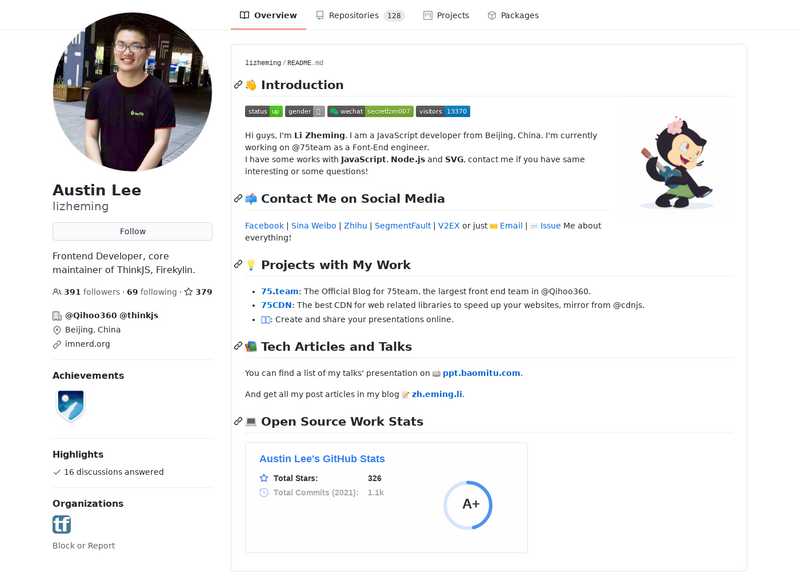 Overview
Repositories 128
Projects
Packages
Austin Lee
lizheming
Follow
Frontend Developer, core
maintainer of ThinkJS, Firekylin.
391 followers · 69 following · 379
@Qihoo360 @thinkjs
Beijing, China
imnerd.org
Achievements
Highlights
16 discussions answered
Organizations
tf
Block or Report
lizheming/README.md
👋 Introduction
status up gender wechat secretlzm007 visitors 13370
Hi guys, I'm Li Zheming. I am a JavaScript developer from Beijing, China. I'm currently
working on @75team as a Font-End engineer.
I have some works with JavaScript, Node.js and SVG, contact me if you have same
interesting or some questions!
📫 Contact Me on Social Media
Facebook | Sina Weibo | Zhihu | SegmentFault | V2EX or just Email | Issue Me about
everything!
💡 Projects with My Work
• 75.team: The Official Blog for 75team, the largest front end team in @Qihoo360.
• 75CDN: The best CDN for web related libraries to speed up your websites, mirror from @cdnjs.
• : Create and share your presentations online.
📚 Tech Articles and Talks
You can find a list of my talks' presentation on ppt.baomitu.com.
And get all my post articles in my blog 📝 zh.eming.li.
💻 Open Source Work Stats
Austin Lee's GitHub Stats
Total Stars: 326
Total Commits (2021): 1.1k
A+